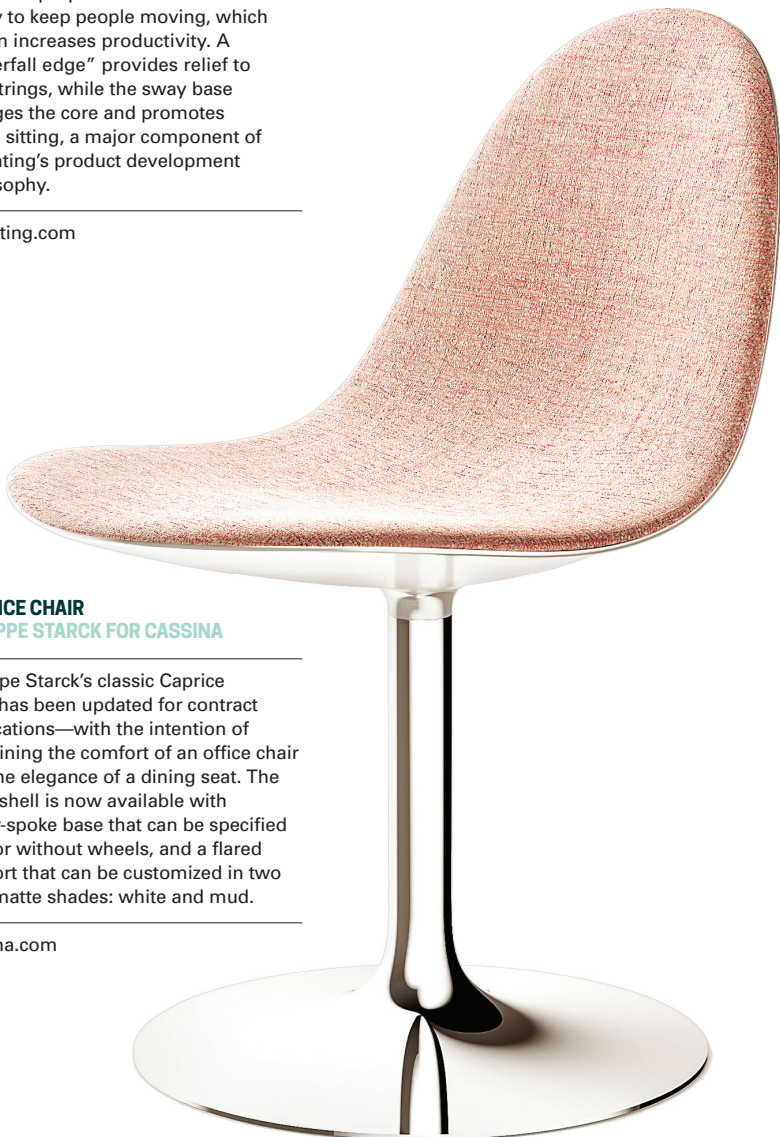 y to keep people moving, which
n increases productivity. A
erfall edge” provides relief to
trings, while the sway base
ges the core and promotes
sitting, a major component of
ating’s product development
sophy.
ting.com
ICE CHAIR
PPE STARCK FOR CASSINA
pe Starck’s classic Caprice
has been updated for contract
cations—with the intention of
ining the comfort of an office chair
he elegance of a dining seat. The
shell is now available with
r-spoke base that can be specified
or without wheels, and a flared
ort that can be customized in two
matte shades: white and mud.
na.com